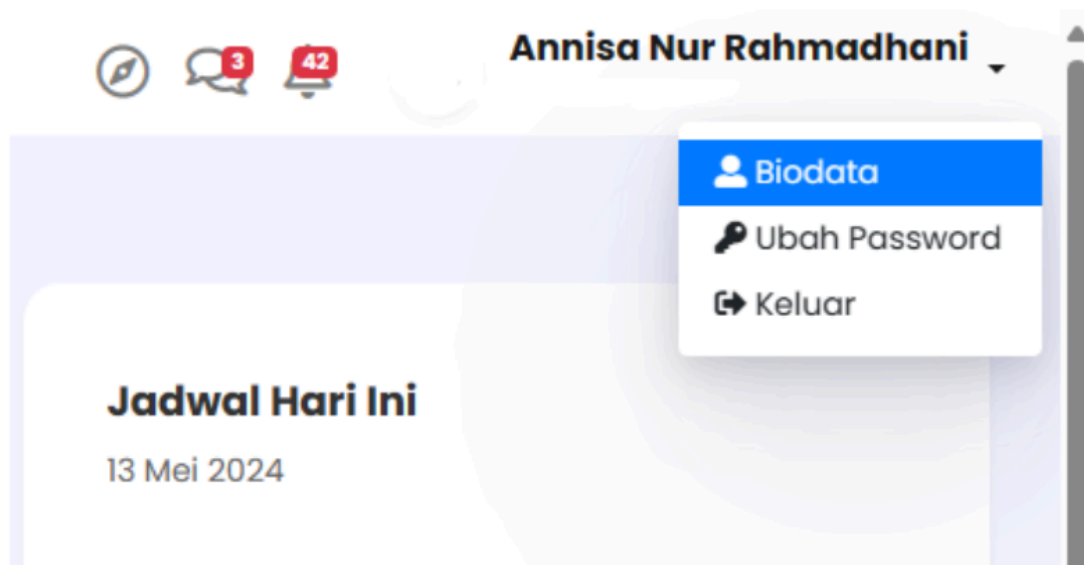 3
42
Annisa Nur Rahmadhani
Biodata
Ubah Password
Keluar
Jadwal Hari Ini
13 Mei 2024